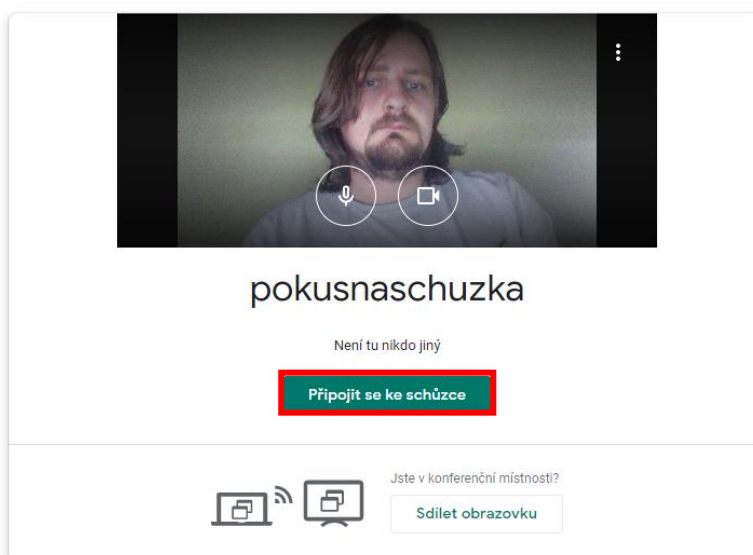 pokusnaschuzka
Není tu nikdo jiný
Připojit se ke schůzce
Jste v konferenční místnosti?
Sdílet obrazovku